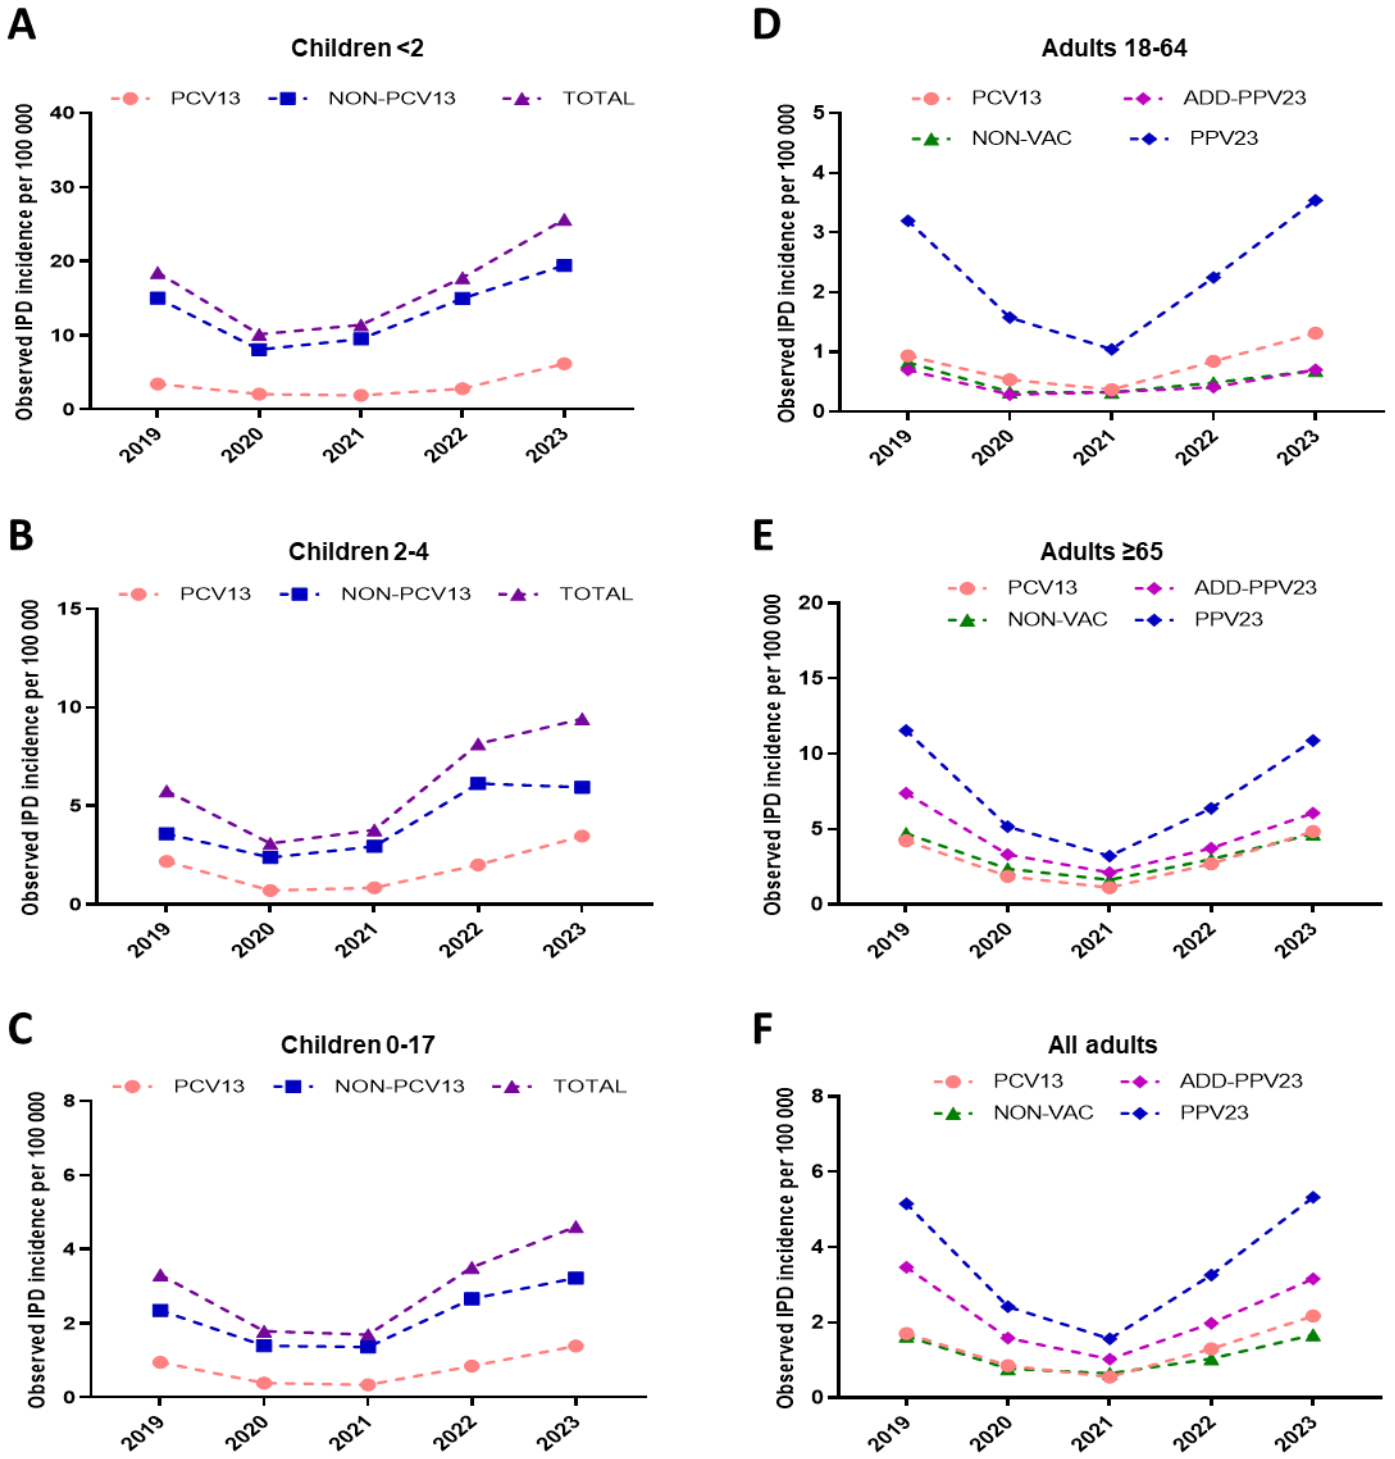 A
Children <2
PCV13 NON-PCV13 TOTAL
Observed IPD incidence per 100 000
40
30
20
10
0
2019 2020 2021 2022 2023
B
Children 2-4
PCV13 NON-PCV13 TOTAL
Observed IPD incidence per 100 000
15
10
5
0
2019 2020 2021 2022 2023
C
Children 0-17
PCV13 NON-PCV13 TOTAL
Observed IPD incidence per 100 000
8
6
4
2
0
2019 2020 2021 2022 2023
D
Adults 18-64
PCV13 ADD-PPV23
NON-VAC PPV23
Observed IPD incidence per 100 000
5
4
3
2
1
0
2019 2020 2021 2022 2023
E
Adults ≥65
PCV13 ADD-PPV23
NON-VAC PPV23
Observed IPD incidence per 100 000
20
15
10
5
0
2019 2020 2021 2022 2023
F
All adults
PCV13 ADD-PPV23
NON-VAC PPV23
Observed IPD incidence per 100 000
8
6
4
2
0
2019 2020 2021 2022 2023